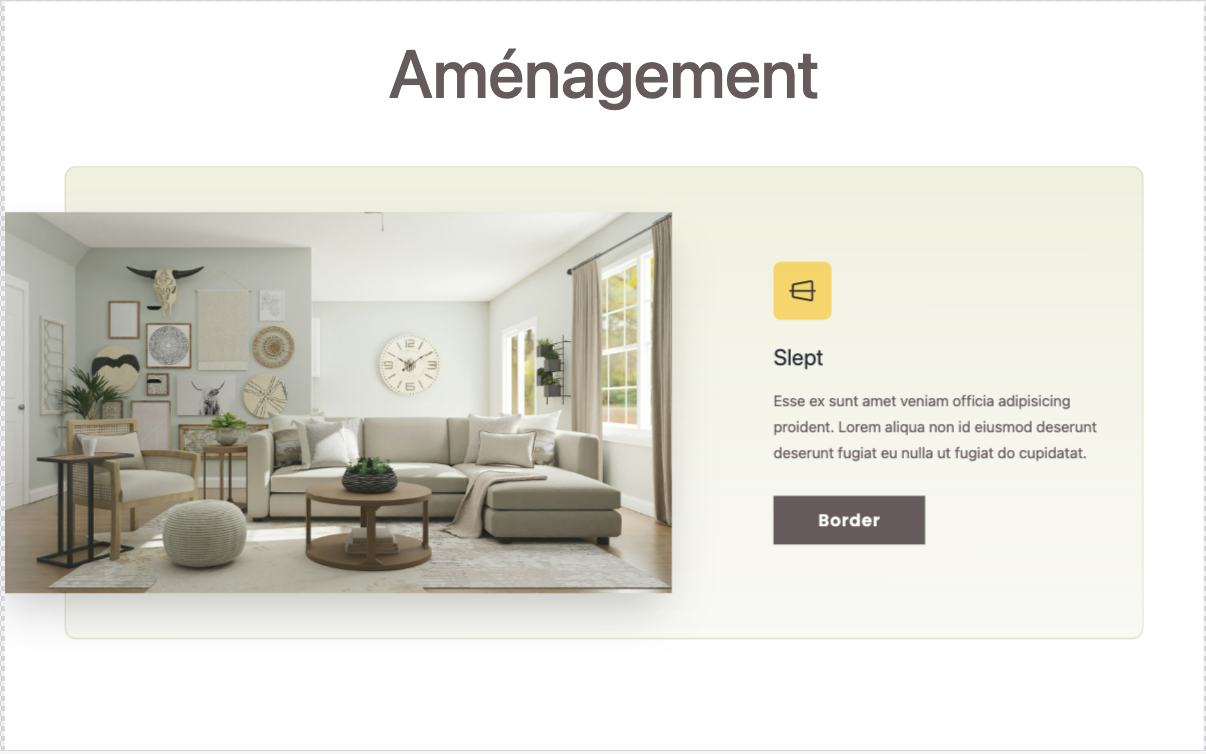 Aménagement
Slept
Esse ex sunt amet veniam officia adipisicing
proident. Lorem aliqua non id eiusmod deserunt
deserunt fugiat eu nulla ut fugiat do cupidatat.
Border